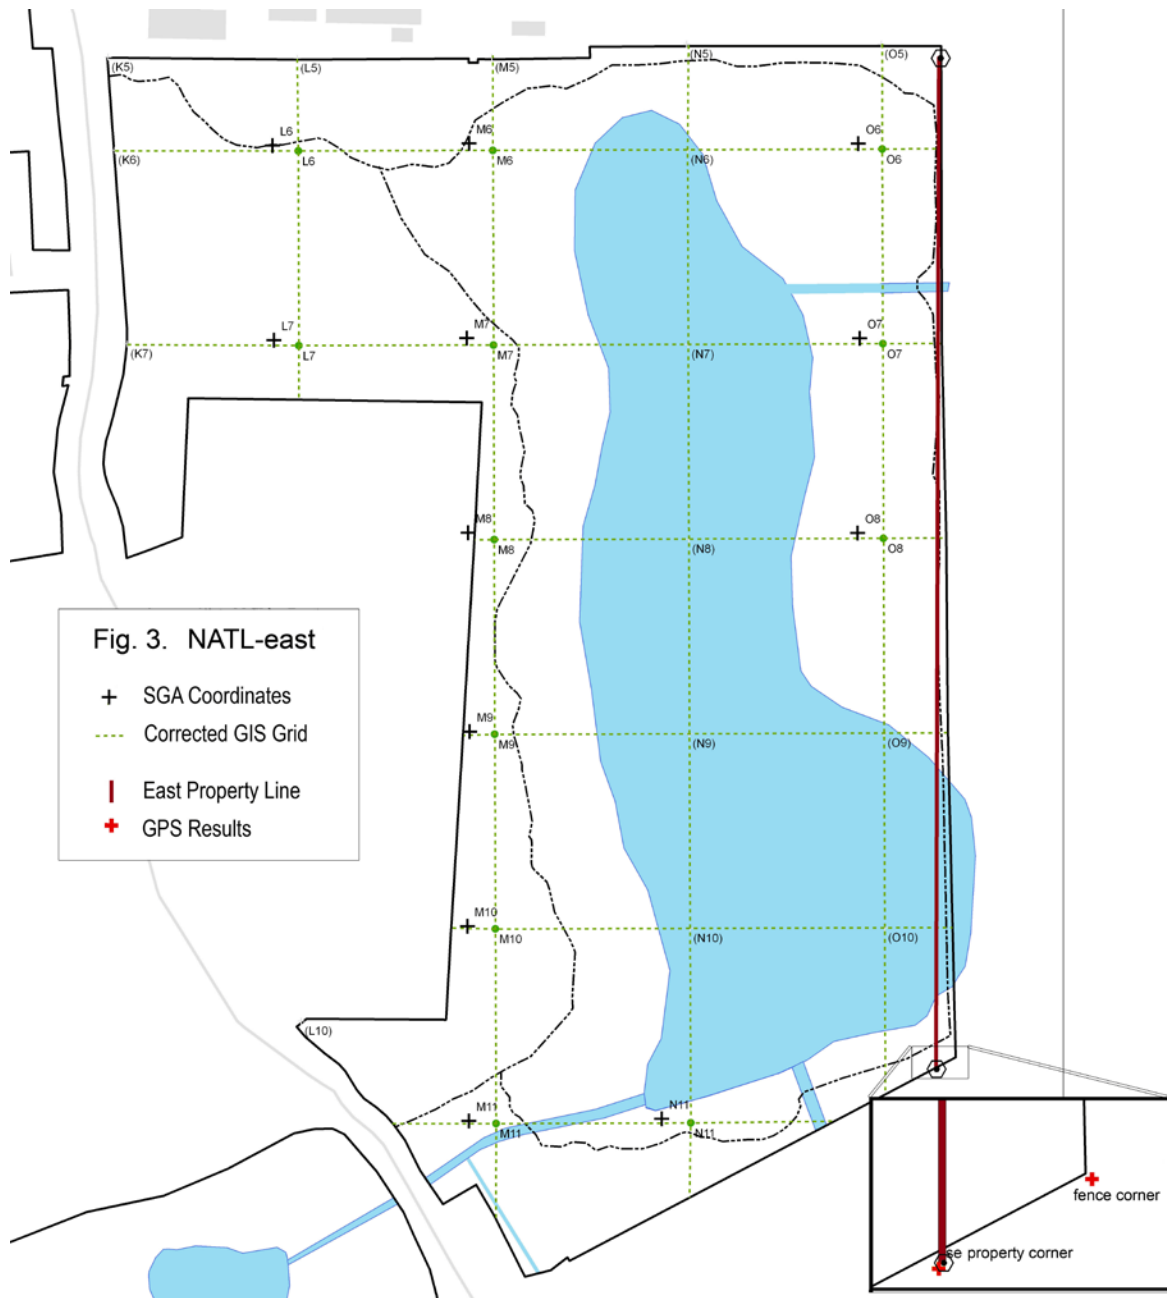 (K5)
(L5)
(M5)
(N5)
(O5)
L6
M6
O6
(K6)
L6
M6
(N6)
O6
L7
M7
O7
(K7)
L7
M7
(N7)
O7
M8
O8
M8
(N8)
O8
Fig. 3. NATL-east
SGA Coordinates
Corrected GIS Grid
East Property Line
GPS Results
M9
M9
(N9)
(O9)
M10
M10
(N10)
(O10)
(L10)
M11
N11
M11
N11
fence corner
se property corner